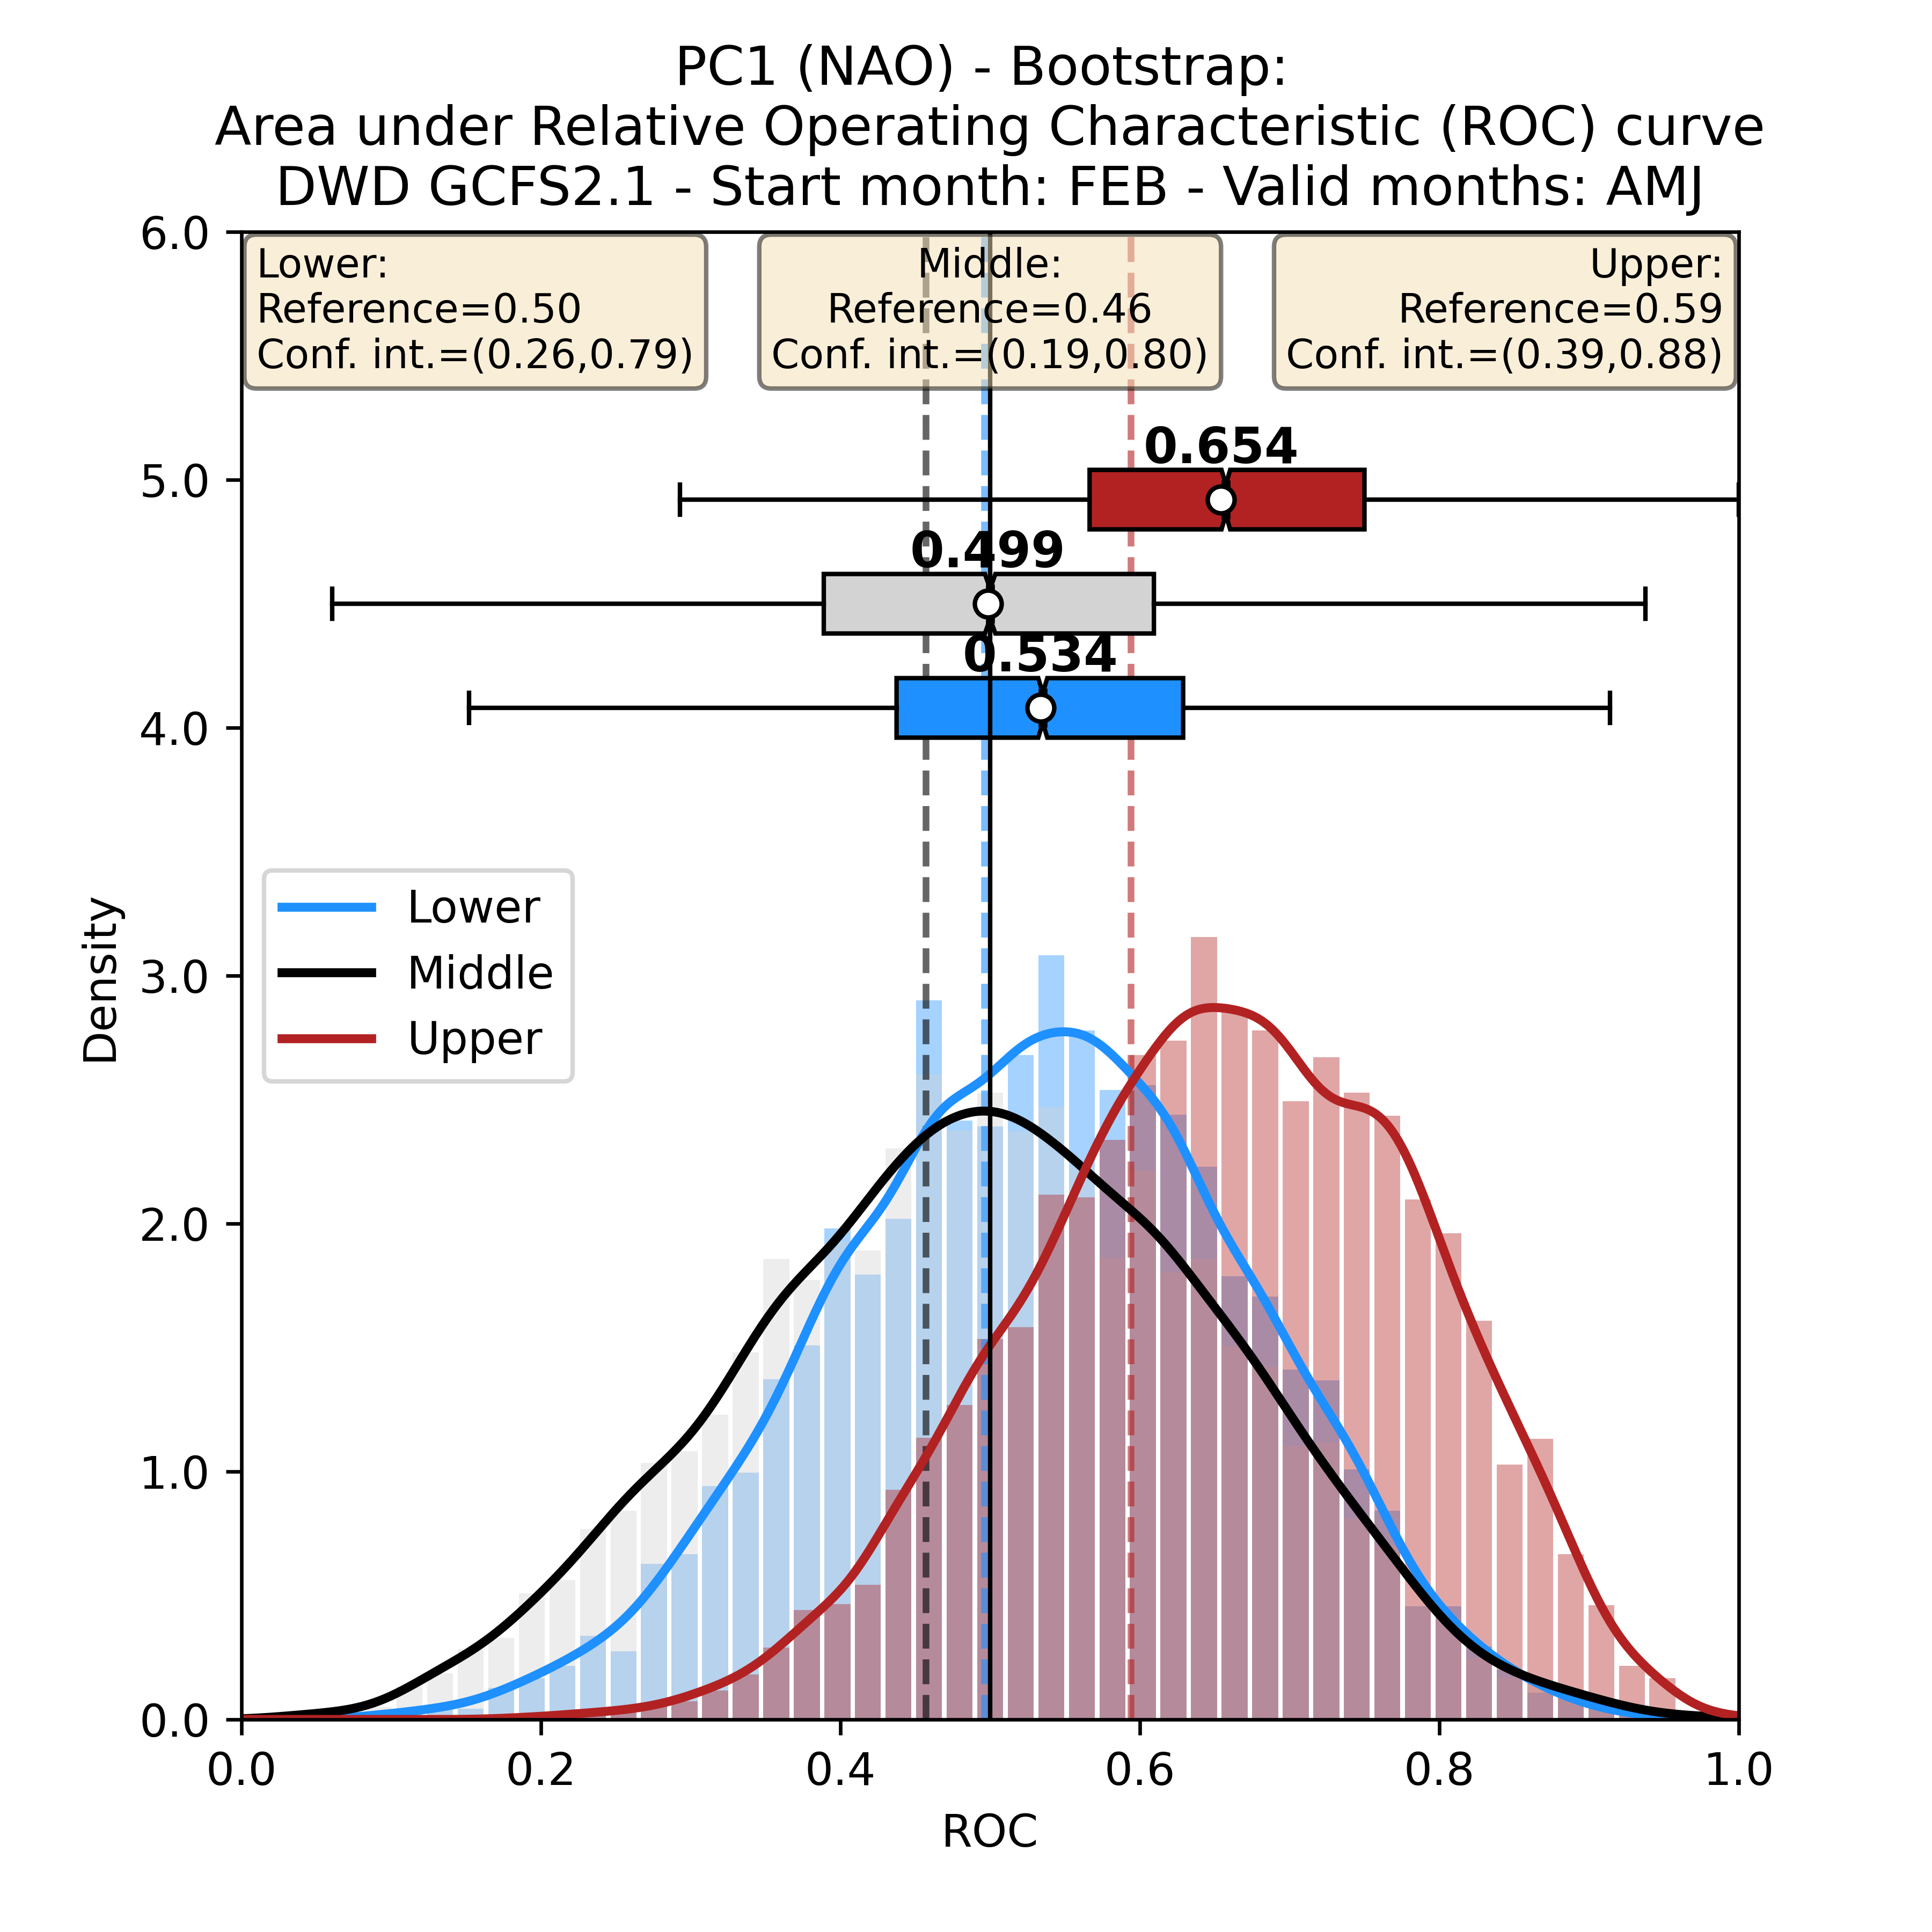 PC1 (NAO) - Bootstrap:
Area under Relative Operating Characteristic (ROC) curve
DWD GCFS2.1 - Start month: FEB - Valid months: AMJ
Lower:
Reference=0.50
Conf. int.=(0.26,0.79)
Middle:
Reference=0.46
Conf. int.=(0.19,0.80)
Upper:
Reference=0.59
Conf. int.=(0.39,0.88)
0.654
0.499
0.534
Lower
Middle
Upper
Density
6.0
5.0
4.0
3.0
2.0
1.0
0.0
0.0 0.2 0.4 0.6 0.8 1.0
ROC